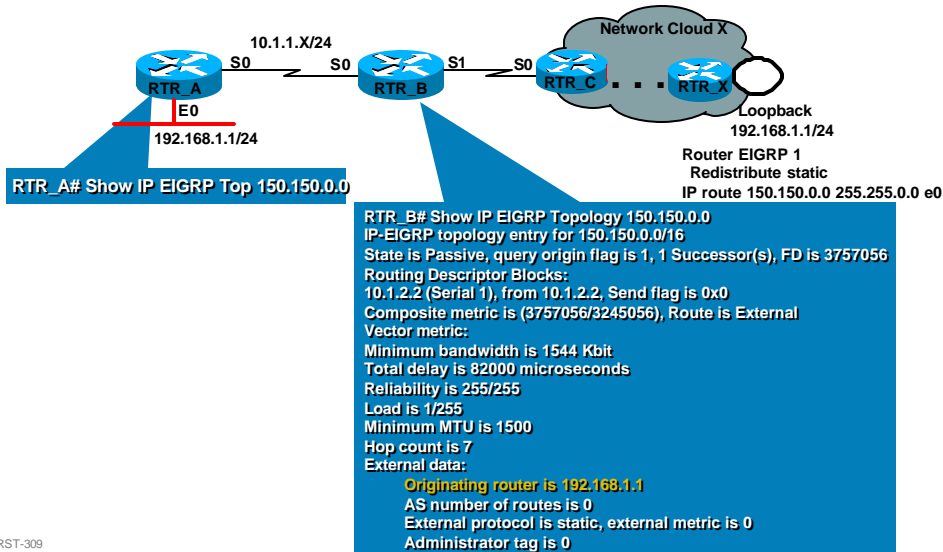 Network Cloud X
10.1.1.X/24
S0
S0
S1
S0
RTR_A
RTR_B
RTR_C
. . .
RTR_X
E0
Loopback
192.168.1.1/24
192.168.1.1/24
Router EIGRP 1
Redistribute static
IP route 150.150.0.0 255.255.0.0 e0
RTR_A# Show IP EIGRP Top 150.150.0.0
RTR_B# Show IP EIGRP Topology 150.150.0.0
IP-EIGRP topology entry for 150.150.0.0/16
State is Passive, query origin flag is 1, 1 Successor(s), FD is 3757056
Routing Descriptor Blocks:
10.1.2.2 (Serial 1), from 10.1.2.2, Send flag is 0x0
Composite metric is (3757056/3245056), Route is External
Vector metric:
Minimum bandwidth is 1544 Kbit
Total delay is 82000 microseconds
Reliability is 255/255
Load is 1/255
Minimum MTU is 1500
Hop count is 7
External data:
Originating router is 192.168.1.1
AS number of routes is 0
External protocol is static, external metric is 0
Administrator tag is 0
RST-309